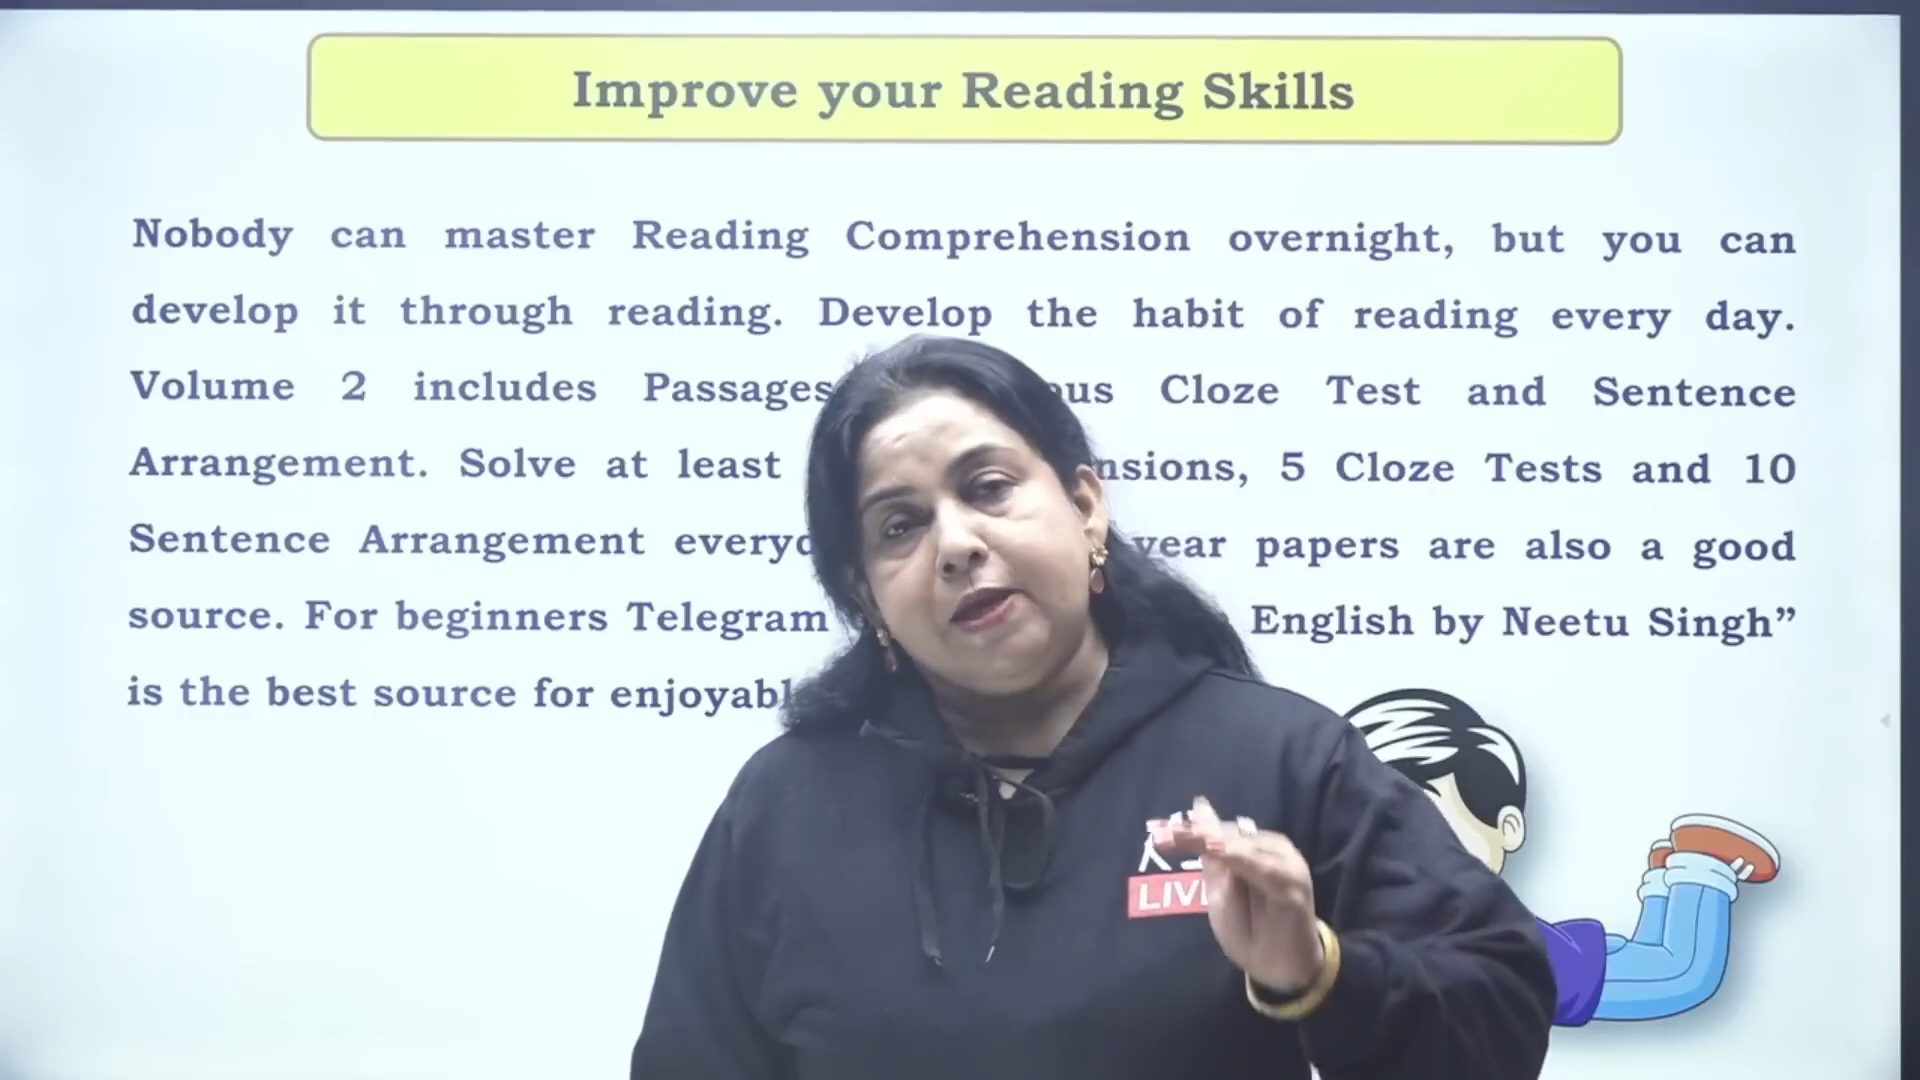 Improve your Reading Skills
Nobody can master Reading Comprehension overnight, but you can
develop it through reading. Develop the habit of reading every day.
Volume 2 includes Passages Cloze Test and Sentence
Arrangement. Solve at least 5 Cloze Tests and 10
Sentence Arrangement year papers are also a good
source. For beginners Telegram English by Neetu Singh”
is the best source for